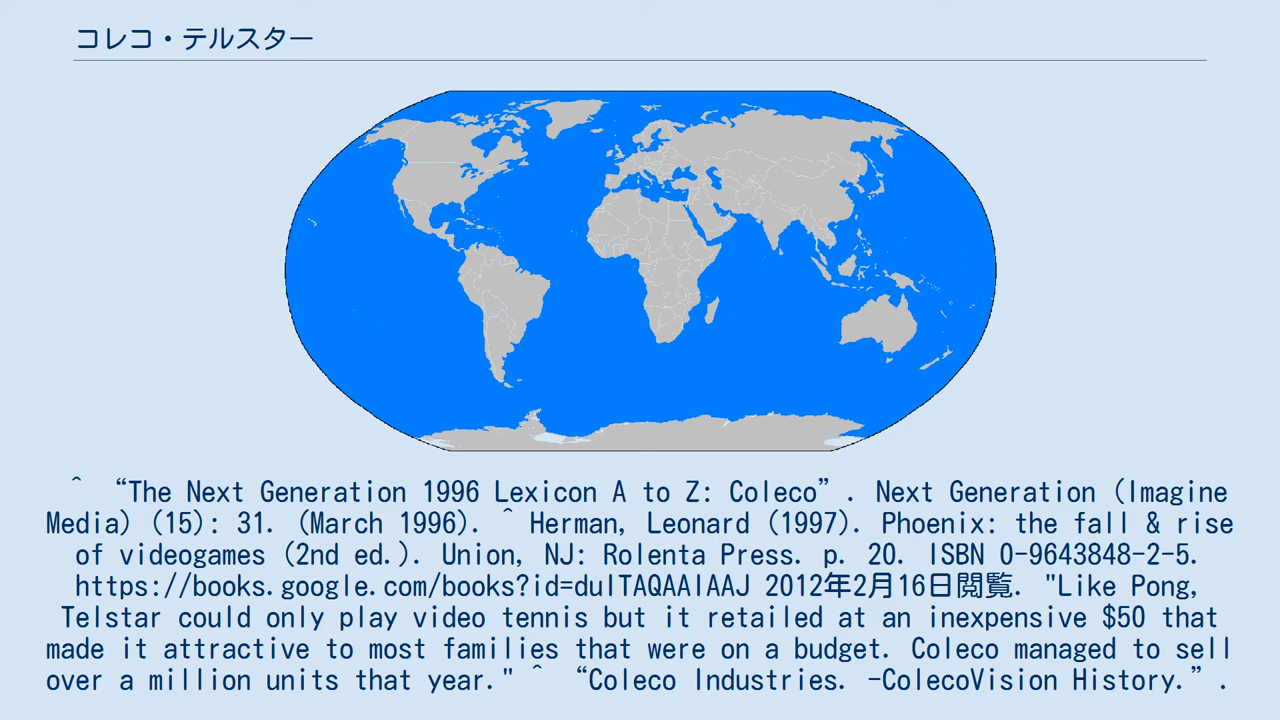 コレコ・テルスター
^ “The Next Generation 1996 Lexicon A to Z: Coleco”. Next Generation (Imagine
Media) (15): 31. (March 1996). ^ Herman, Leonard (1997). Phoenix: the fall & rise
of videogames (2nd ed.). Union, NJ: Rolenta Press. p. 20. ISBN 0-9643848-2-5.
https://books.google.com/books?id=dulTAQAAIAAJ 2012年2月16日閲覧. "Like Pong,
Telstar could only play video tennis but it retailed at an inexpensive $50 that
made it attractive to most families that were on a budget. Coleco managed to sell
over a million units that year." ^ “Coleco Industries. -ColecoVision History.”.